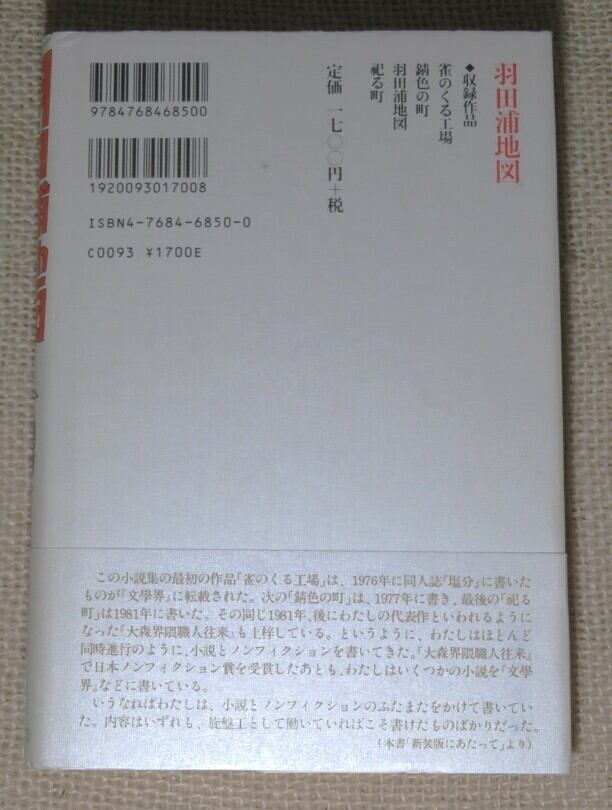 羽田浦地図
◆収録作品
雀のくる工場
錆色の町
羽田浦地図
祀る町
定価 一七〇〇円＋税
9784768468500
1920093017008
ISBN4-7684-6850-0
C0093 ¥1700E
この小説集の最初の作品「雀のくる工場」は、1976年に同人誌『塩分』に書いた
ものが『文學界』に転載された。次の「錆色の町」は、1977年に書き、最後の「祀る
町」は1981年に書いた。その同じ1981年、後にわたしの代表作といわれるように
なった『大森界隈職人往来』も上梓している。というように、わたしはほとんど
同時進行のように、小説とノンフィクションを書いてきた。『大森界隈職人往来』
で日本ノンフィクション賞を受賞したあとも、わたしはいくつかの小説を『文學
界』などに書いている。
いうなればわたしは、小説とノンフィクションのふたまたをかけて書いてい
た。内容はいずれも、旋盤工として働いていればこそ書けたものばかりだった。
（本書「新装版にあたって」より）